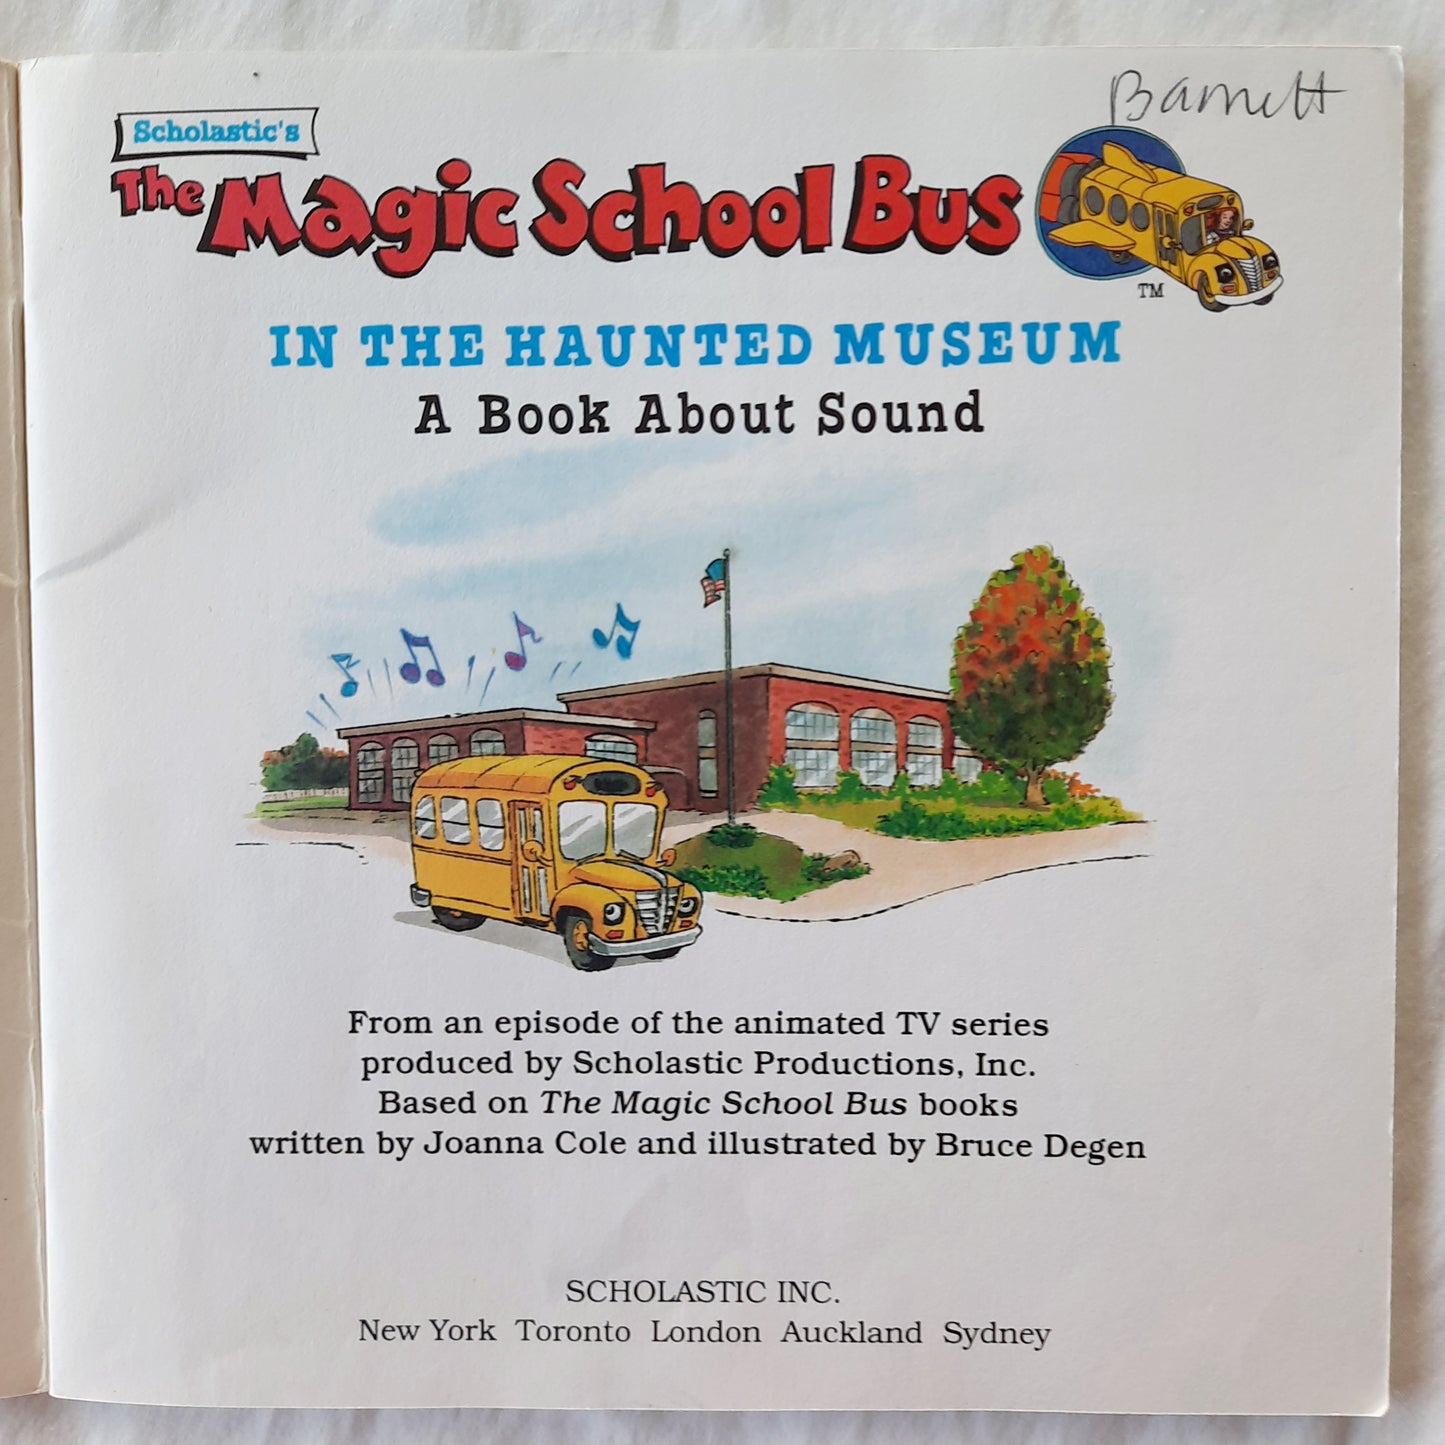 Barnett
Scholastic's
The Magic School Bus
TM
IN THE HAUNTED MUSEUM
A Book About Sound
From an episode of the animated TV series
produced by Scholastic Productions, Inc.
Based on The Magic School Bus books
written by Joanna Cole and illustrated by Bruce Degen
SCHOLASTIC INC.
New York Toronto London Auckland Sydney